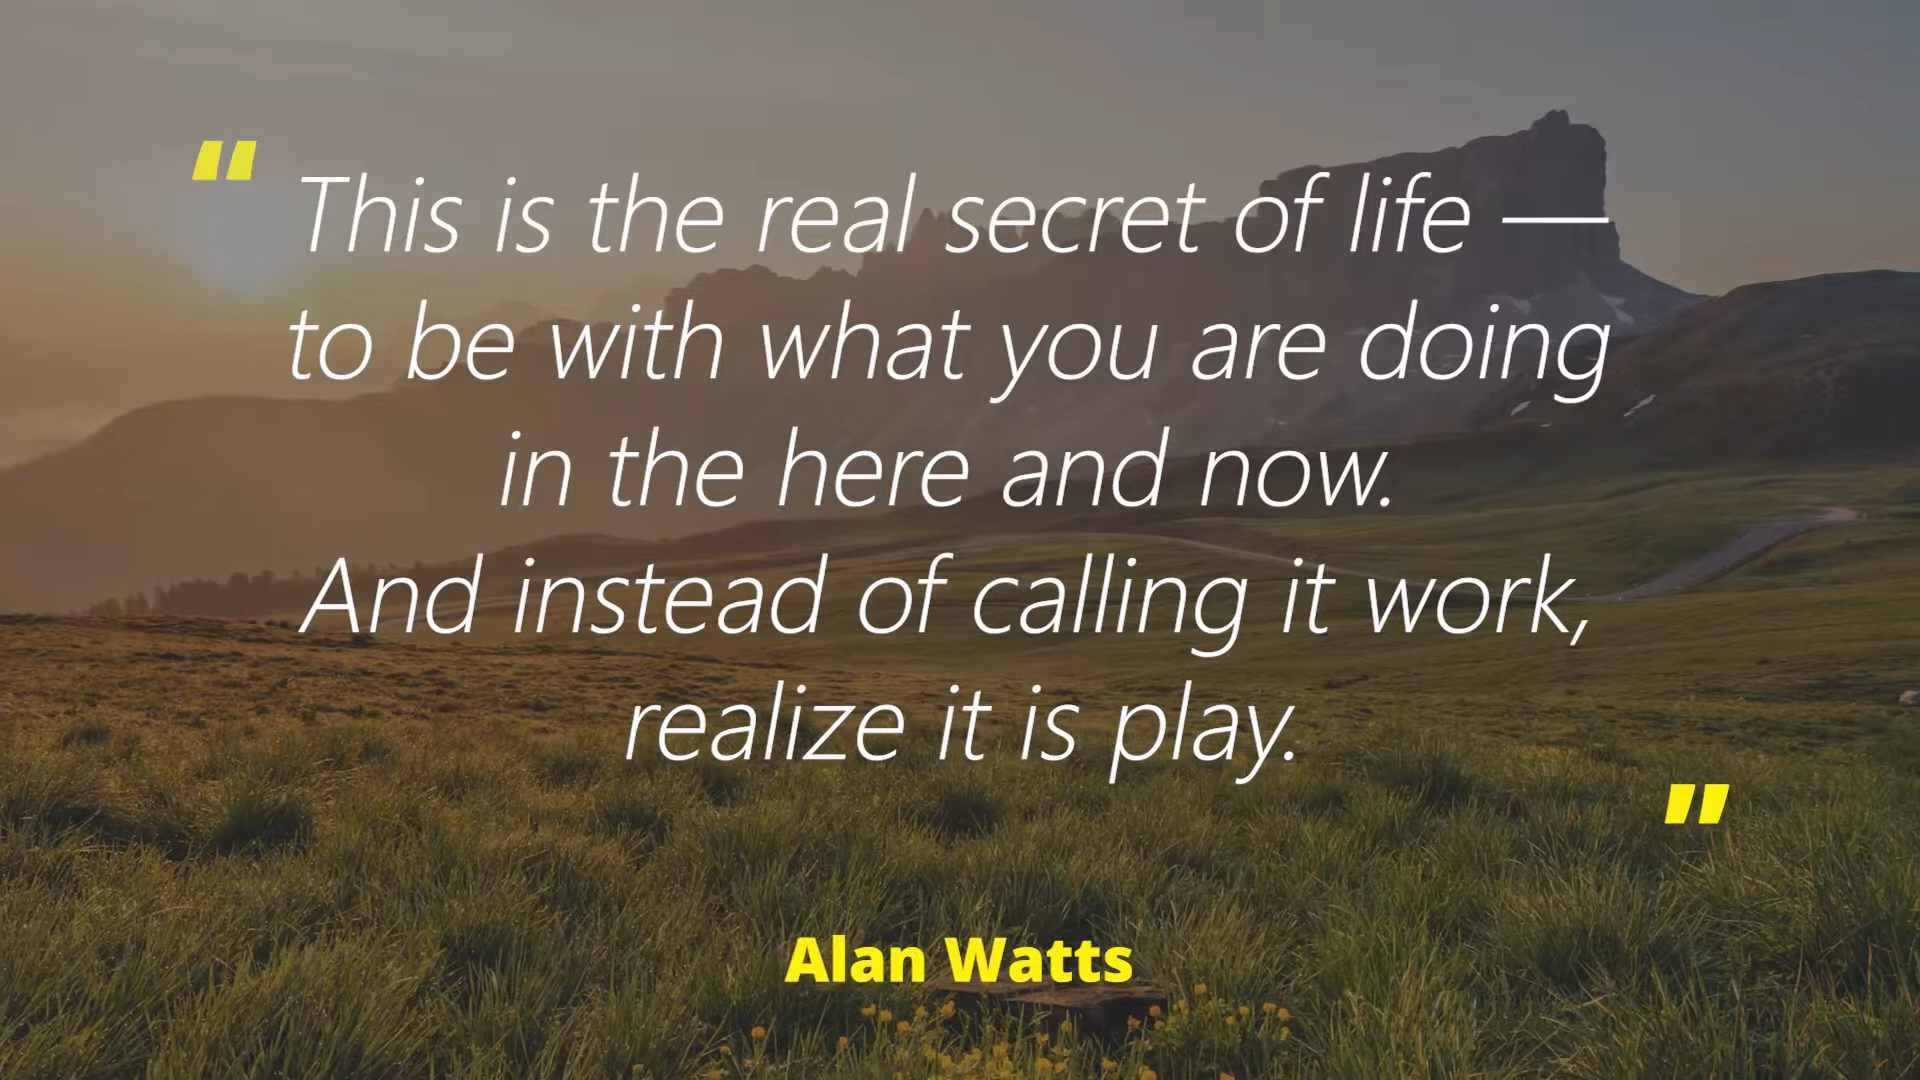 “ This is the real secret of life —
to be with what you are doing
in the here and now.
And instead of calling it work,
realize it is play.
”
Alan Watts